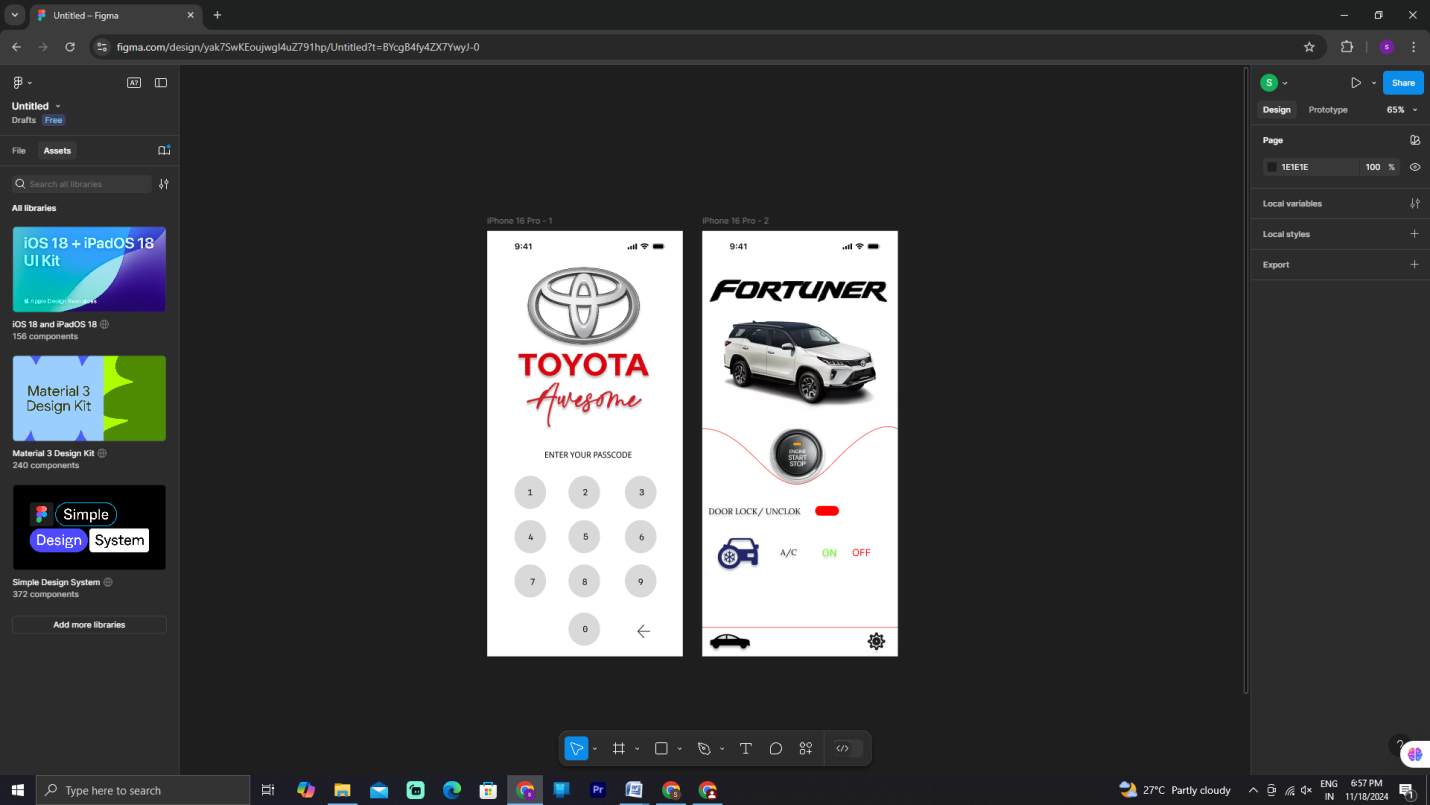 Untitled – Figma
figma.com/design/yak7SwKEoujwgl4uZ791hp/Untitled?t=BYcgB4fy4ZX7YwyJ-0
S
A?
Untitled
Drafts Free
File Assets
Search all libraries
All libraries
iOS 18 + iPadOS 18
UI Kit
Apple Design Resources
iOS 18 and iPadOS 18
156 components
Material 3
Design Kit
Material 3 Design Kit
240 components
Simple
Design System
Simple Design System
372 components
Add more libraries
iPhone 16 Pro - 1
9:41
TOYOTA
Awesome
ENTER YOUR PASSCODE
1 2 3
4 5 6
7 8 9
0
iPhone 16 Pro - 2
9:41
FORTUNER
ENGINE
START
STOP
DOOR LOCK/ UNCLOK
A/C ON OFF
S
Share
Design Prototype 65%
Page
1E1E1E 100 %
Local variables
Local styles
Export
?
Type here to search
Pr
27°C Partly cloudy
ENG
IN
6:57 PM
11/18/2024
1